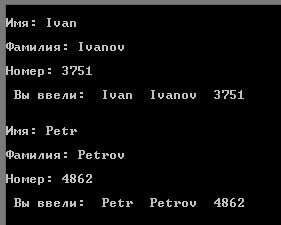 Имя: Ivan
Фамилия: Ivanov
Номер: 3751
Вы ввели: Ivan Ivanov 3751
Имя: Petr
Фамилия: Petrov
Номер: 4862
Вы ввели: Petr Petrov 4862